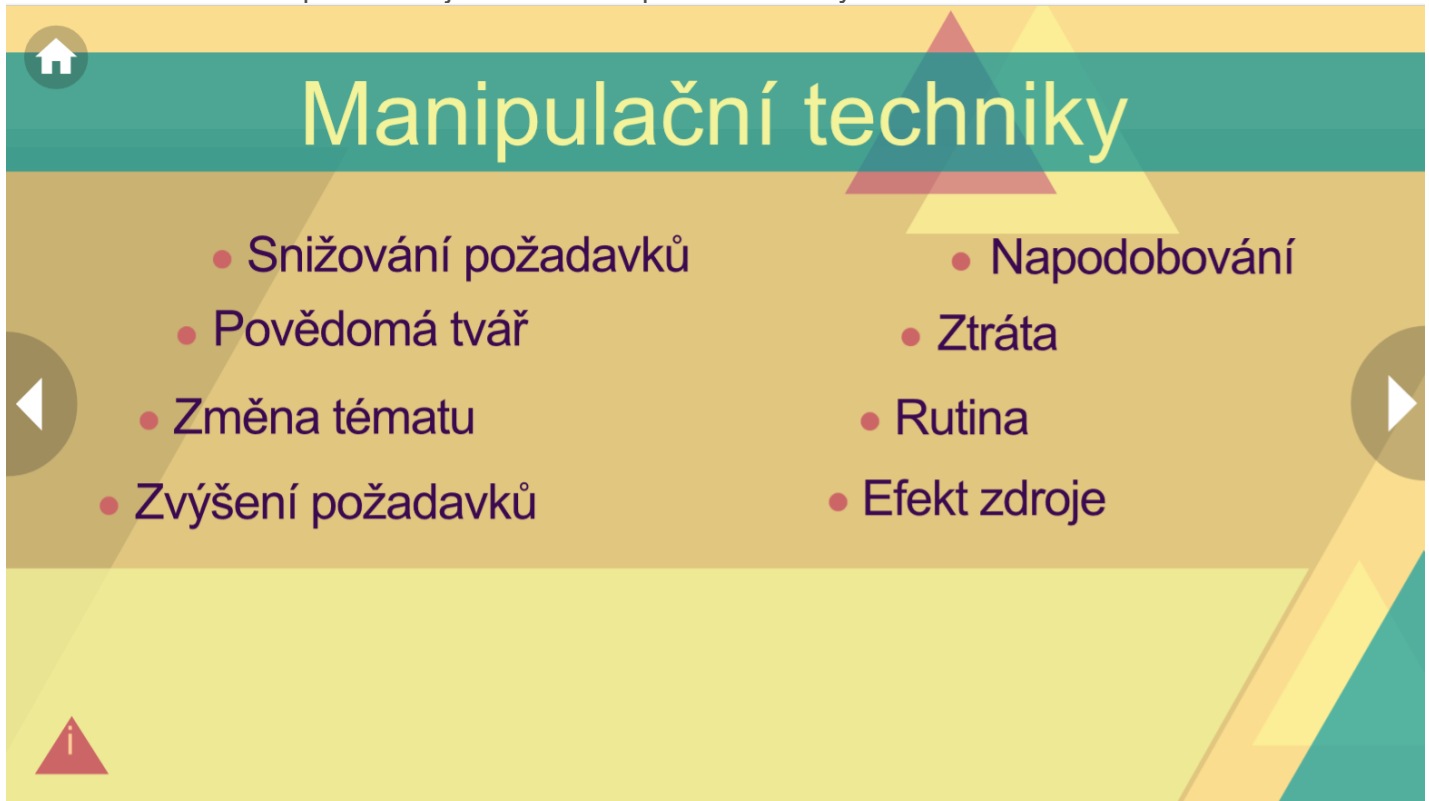 Manipulační techniky
• Snižování požadavků
• Povědomá tvář
• Změna tématu
• Zvýšení požadavků
• Napodobování
• Ztráta
• Rutina
• Efekt zdroje
i